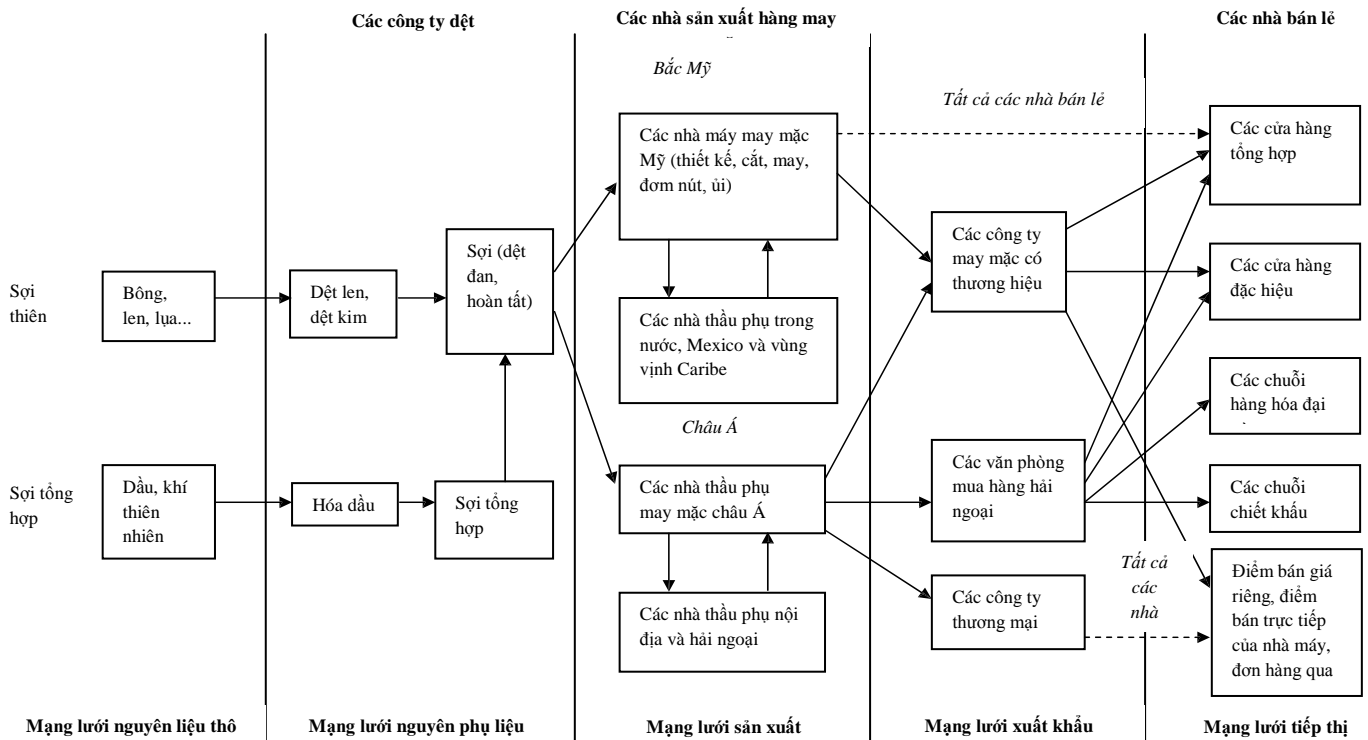 Các công ty dệt
Các nhà sản xuất hàng may
Các nhà bán lẻ
Bắc Mỹ
Tất cả các nhà bán lẻ
Các nhà máy may mặc
Mỹ (thiết kế, cắt, may,
đơm nút, ủi)
Các cửa hàng
tổng hợp
Sợi
thiên
Bông,
len, lụa...
Dệt len,
dệt kim
Sợi (dệt
đan,
hoàn tất)
Các nhà thầu phụ trong
nước, Mexico và vùng
vịnh Caribe
Các công ty
may mặc có
thương hiệu
Các cửa hàng
đặc hiệu
Các chuỗi
hàng hóa đại
Châu Á
Sợi tổng
hợp
Dầu, khí
thiên
nhiên
Hóa dầu
Sợi tổng
hợp
Các nhà thầu phụ
may mặc châu Á
Các văn phòng
mua hàng hải
ngoại
Các chuỗi
chiết khấu
Các nhà thầu phụ nội
địa và hải ngoại
Các công ty
thương mại
Tất cả
các
nhà
Điểm bán giá
riêng, điểm
bán trực tiếp
của nhà máy,
đơn hàng qua
Mạng lưới nguyên liệu thô
Mạng lưới nguyên phụ liệu
Mạng lưới sản xuất
Mạng lưới xuất khẩu
Mạng lưới tiếp thị